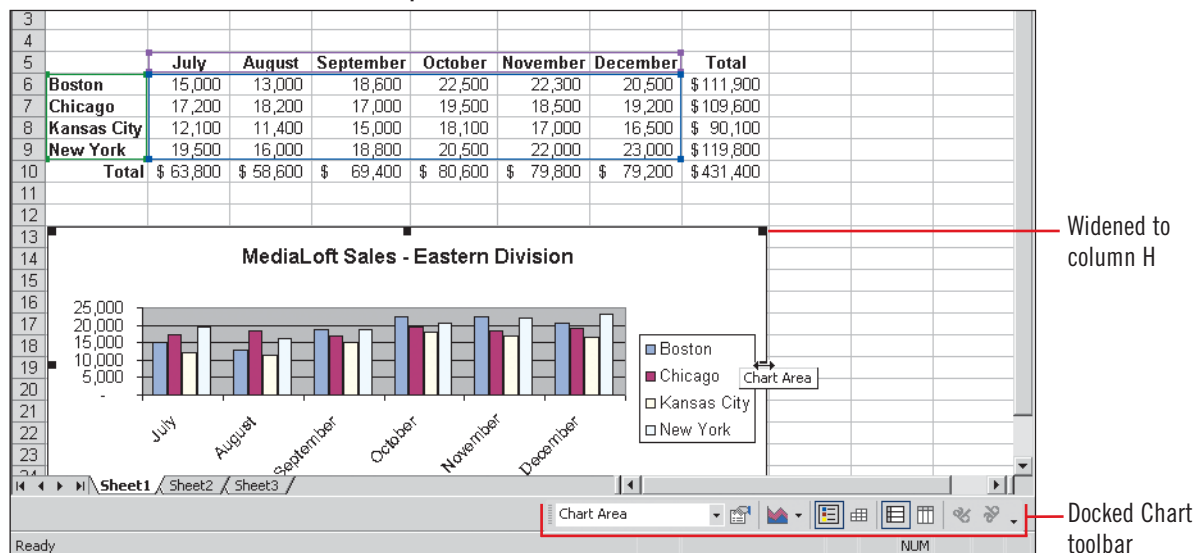 3
4
5 July August September October November December Total
6 Boston 15,000 13,000 18,600 22,500 22,300 20,500 $111,900
7 Chicago 17,200 18,200 17,000 19,500 18,500 19,200 $109,600
8 Kansas City 12,100 11,400 15,000 18,100 17,000 16,500 $ 90,100
9 New York 19,500 16,000 18,800 20,500 22,000 23,000 $119,800
10 Total $ 63,800 $ 58,600 $ 69,400 $ 80,600 $ 79,800 $ 79,200 $431,400
11
12
13
14
15
16
17
18
19
20
21
22
23
24
MediaLoft Sales - Eastern Division
25,000
20,000
15,000
10,000
5,000
-
July
August
September
October
November
December
Boston
Chicago
Kansas City
New York
Chart Area
Widened to
column H
Sheet1 Sheet2 Sheet3
Chart Area
Docked Chart
toolbar
Ready NUM